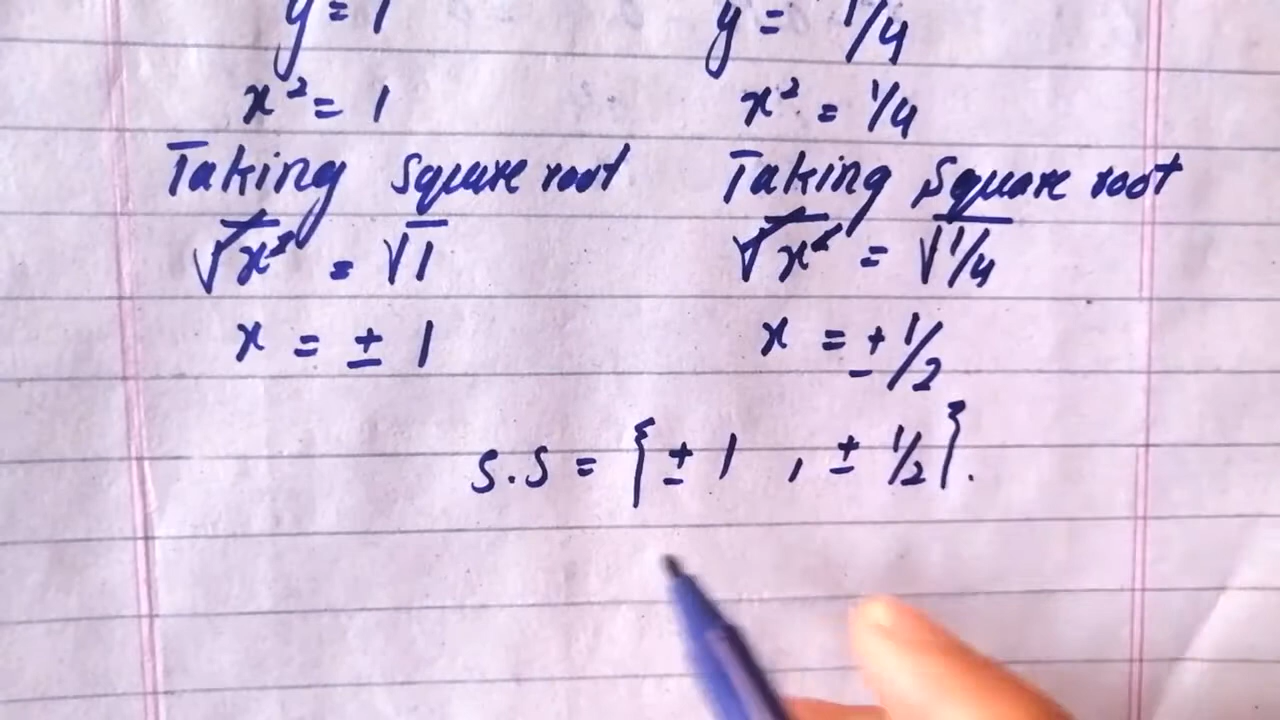 y = 1 y = 1/4
x² = 1 x² = 1/4
Taking square root Taking Square root
√x² = √1 √x² = √1/4
x = ± 1 x = ± 1/2
S.S = {± 1 , ± 1/2}.